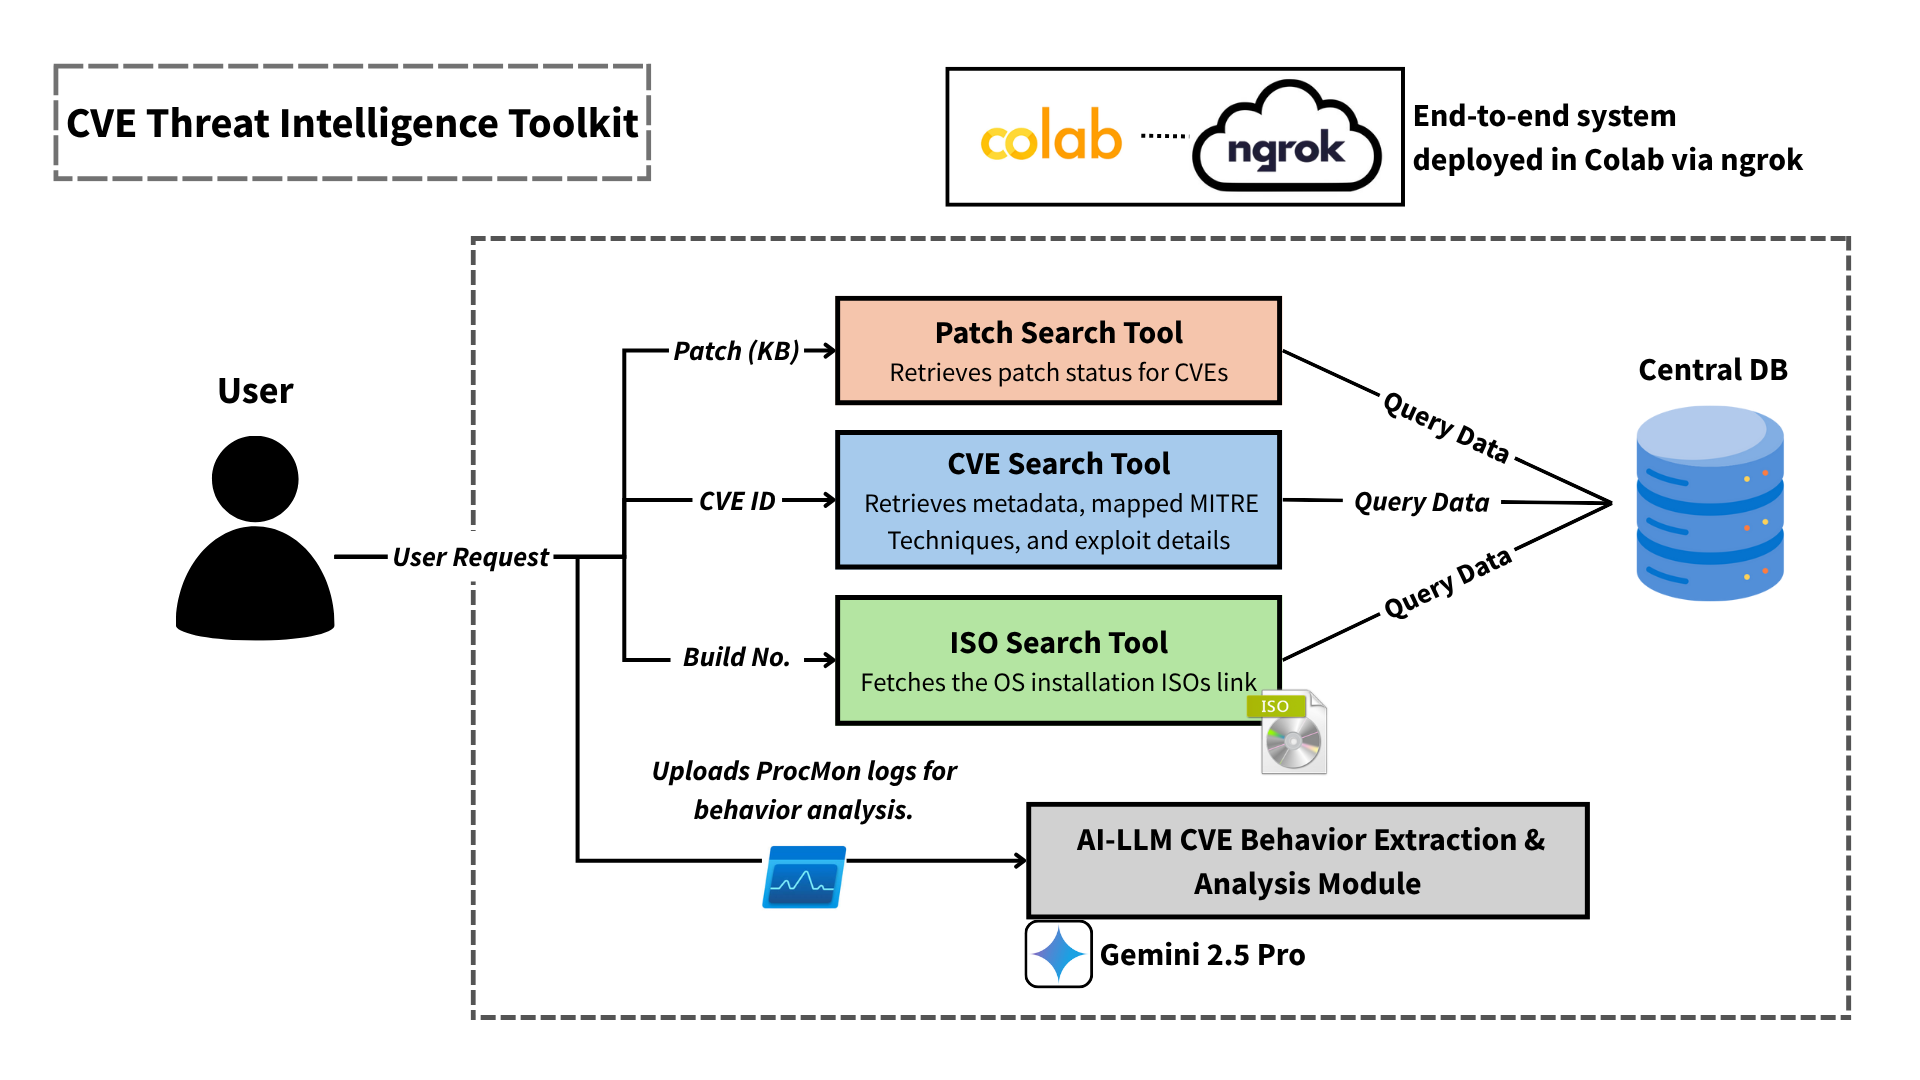 CVE Threat Intelligence Toolkit
colab
ngrok
End-to-end system
deployed in Colab via ngrok
User
User Request
Patch (KB)
CVE ID
Build No.
Patch Search Tool
Retrieves patch status for CVEs
CVE Search Tool
Retrieves metadata, mapped MITRE
Techniques, and exploit details
ISO Search Tool
Fetches the OS installation ISOs link
ISO
Query Data
Query Data
Query Data
Central DB
Uploads ProcMon logs for
behavior analysis.
AI-LLM CVE Behavior Extraction &
Analysis Module
Gemini 2.5 Pro